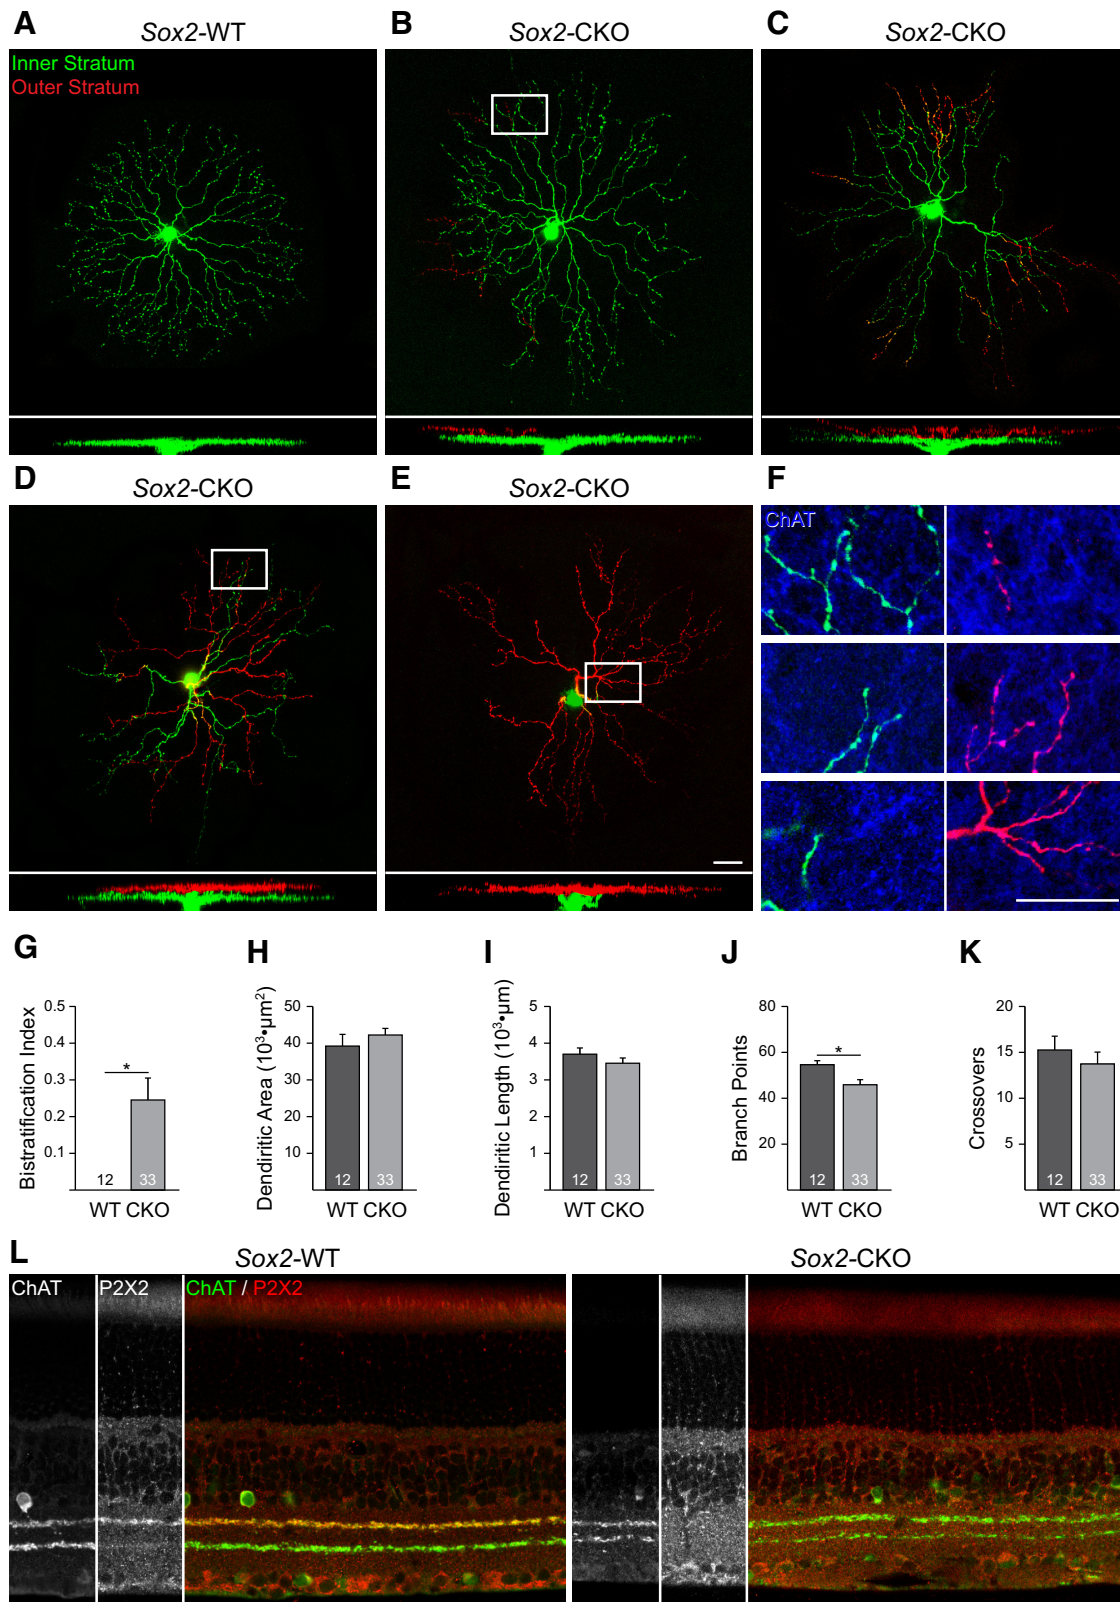 A
Sox2-WT
B
Sox2-CKO
C
Sox2-CKO
Inner Stratum
Outer Stratum
D
Sox2-CKO
E
Sox2-CKO
F
ChAT
G
Bistratification Index
0.5
0.4
0.3
0.2
0.1
*
12
33
WT CKO
H
Dendiritic Area (10³•µm²)
50
40
30
50
10
12
33
WT CKO
I
Dendiritic Length (10³•µm)
5
4
3
2
1
12
33
WT CKO
J
Branch Points
80
60
40
20
*
12
33
WT CKO
K
Crossovers
20
15
10
5
12
33
WT CKO
L
Sox2-WT
Sox2-CKO
ChAT
P2X2
ChAT / P2X2